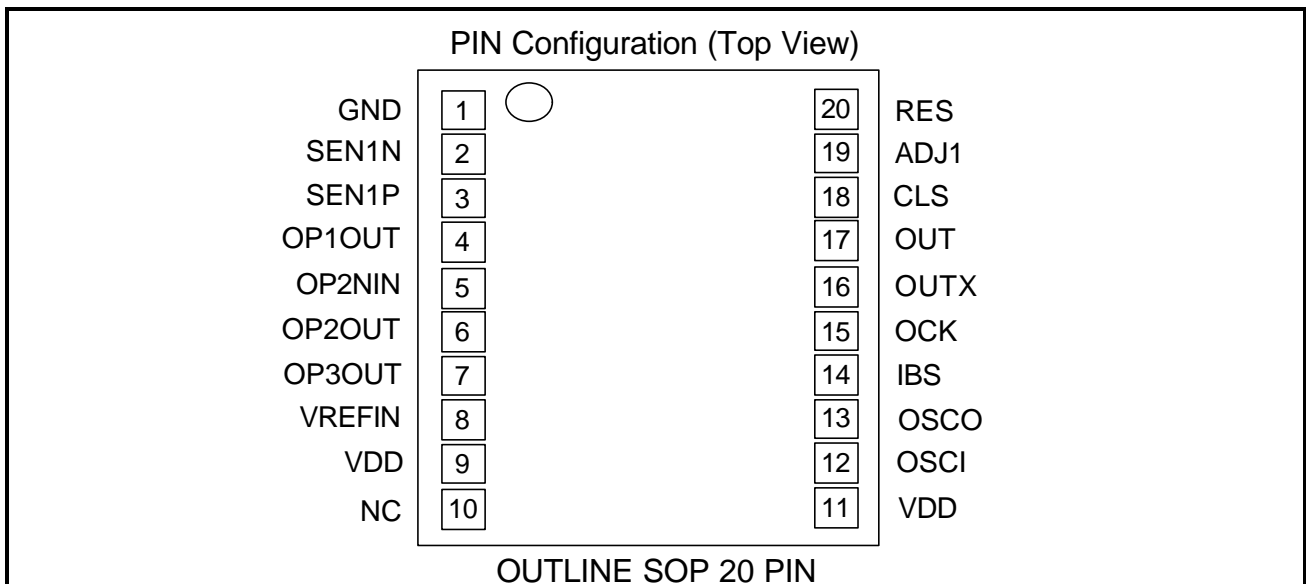 PIN Configuration (Top View)
GND 1 20 RES
SEN1N 2 19 ADJ1
SEN1P 3 18 CLS
OP1OUT 4 17 OUT
OP2NIN 5 16 OUTX
OP2OUT 6 15 OCK
OP3OUT 7 14 IBS
VREFIN 8 13 OSCO
VDD 9 12 OSCI
NC 10 11 VDD
OUTLINE SOP 20 PIN